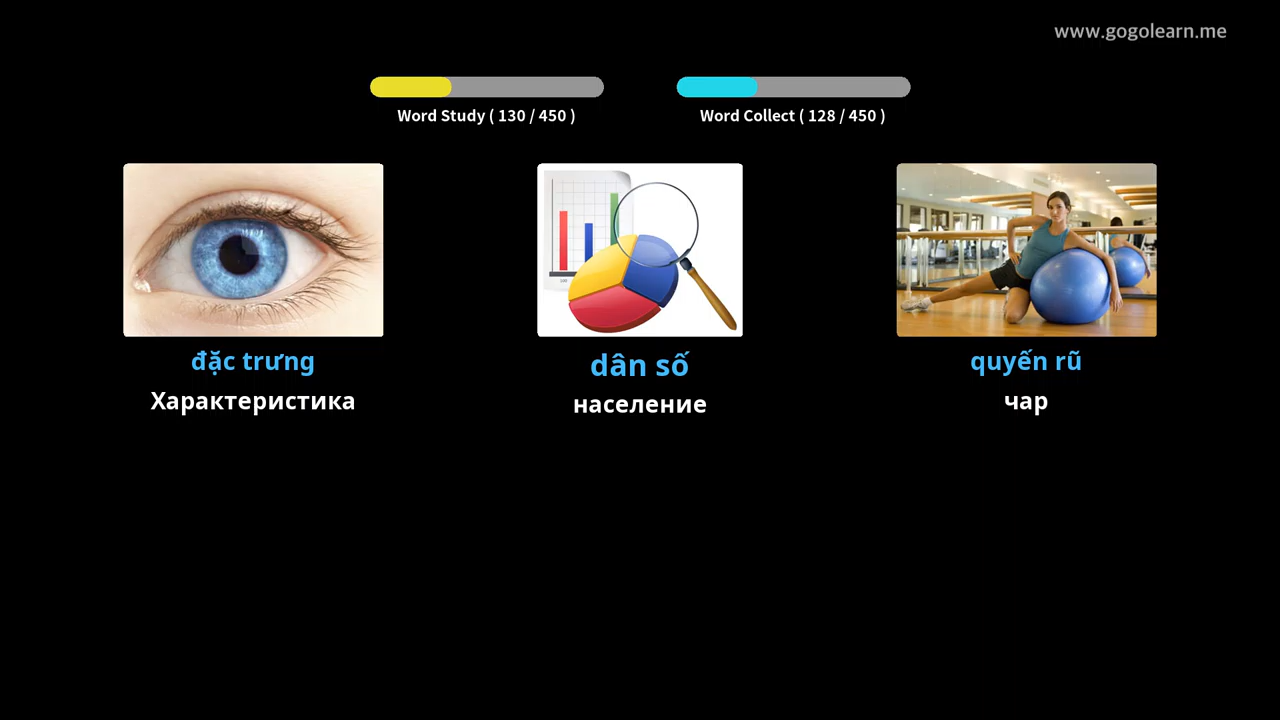 www.gogolearn.me
Word Study ( 130 / 450 )
Word Collect ( 128 / 450 )
đặc trưng
Характеристика
dân số
население
quyến rũ
чар